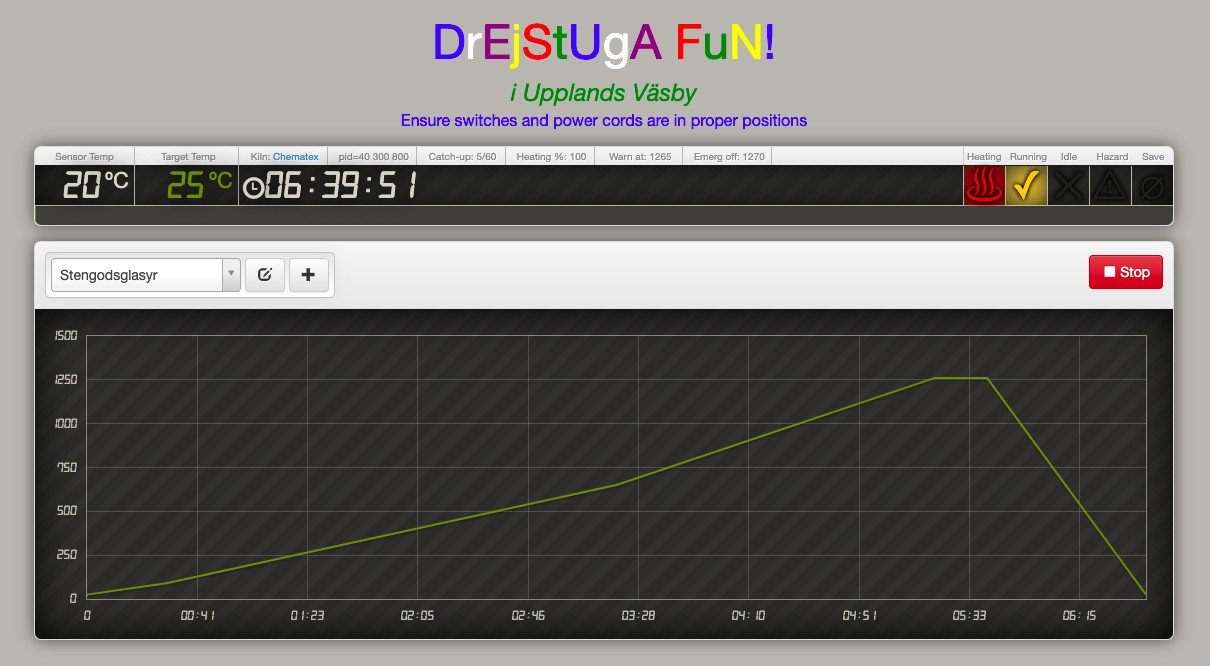 DrEjStUgA FuN!
i Upplands Väsby
Ensure switches and power cords are in proper positions
Sensor Temp Target Temp Kiln: Chematex pid=40 300 800 Catch-up: 5/60 Heating %: 100 Warn at: 1265 Emerg off: 1270 Heating Running Idle Hazard Save
20°C 25°C 06:39:51
Stengodsglasyr Stop
1500
1250
1000
750
500
250
0
0 00:41 01:23 02:05 02:46 03:28 04:10 04:51 05:33 06:15